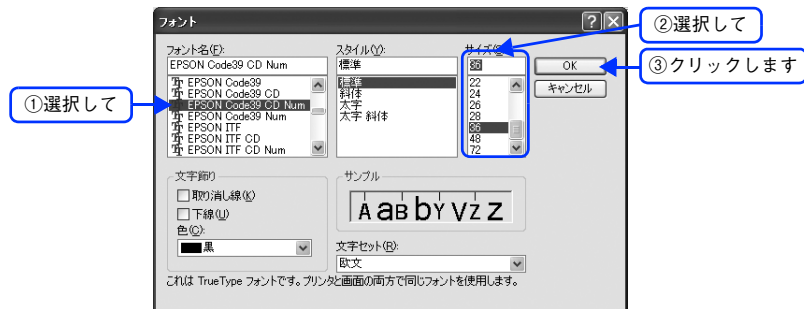 フォント
②選択して
フォント名(F):
スタイル(Y):
EPSON Code39 CD Num
標準
36
OK
③クリックします
EPSON Code39
EPSON Code39 CD
EPSON Code39 CD Num
EPSON Code39 Num
EPSON ITF
EPSON ITF CD
EPSON ITF CD Num
標準
斜体
太字
太字 斜体
22
24
26
28
36
48
72
キャンセル
①選択して
文字飾り
取り消し線(K)
下線(U)
色(C):
黒
サンプル
AaBbYyZz
文字セット(R):
欧文
これは TrueType フォントです。プリンタと画面の両方で同じフォントを使用します。